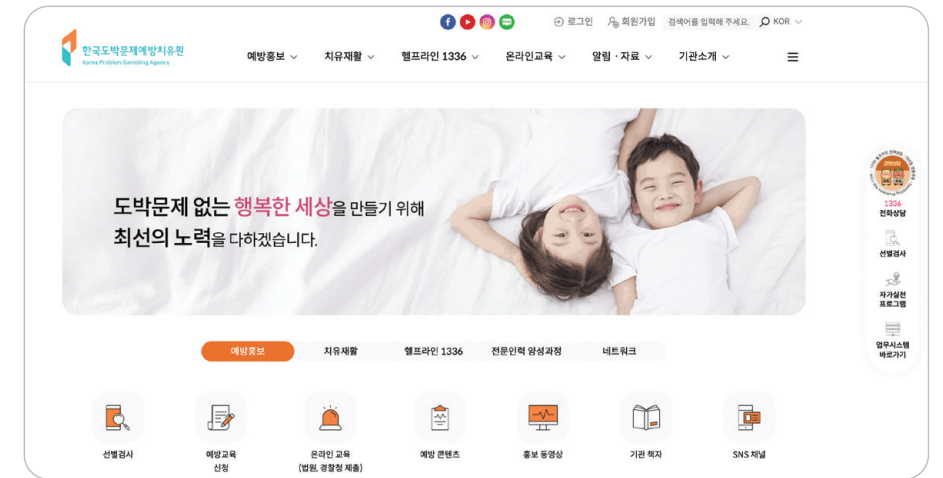 로그인
회원가입
검색어를 입력해 주세요.
KOR
한국도박문제예방치유원
Korea Problem Gambling Agency
예방홍보
치유재활
헬프라인 1336
온라인교육
알림 · 자료
기관소개
도박문제 없는 행복한 세상을 만들기 위해
최선의 노력을 다하겠습니다.
1336
전화상담
선별검사
자가실천
프로그램
업무시스템
바로가기
예방홍보
치유재활
헬프라인 1336
전문인력 양성과정
네트워크
선별검사
예방교육
신청
온라인 교육
(법원, 경찰청 제출)
예방 콘텐츠
홍보 동영상
기관 책자
SNS 채널